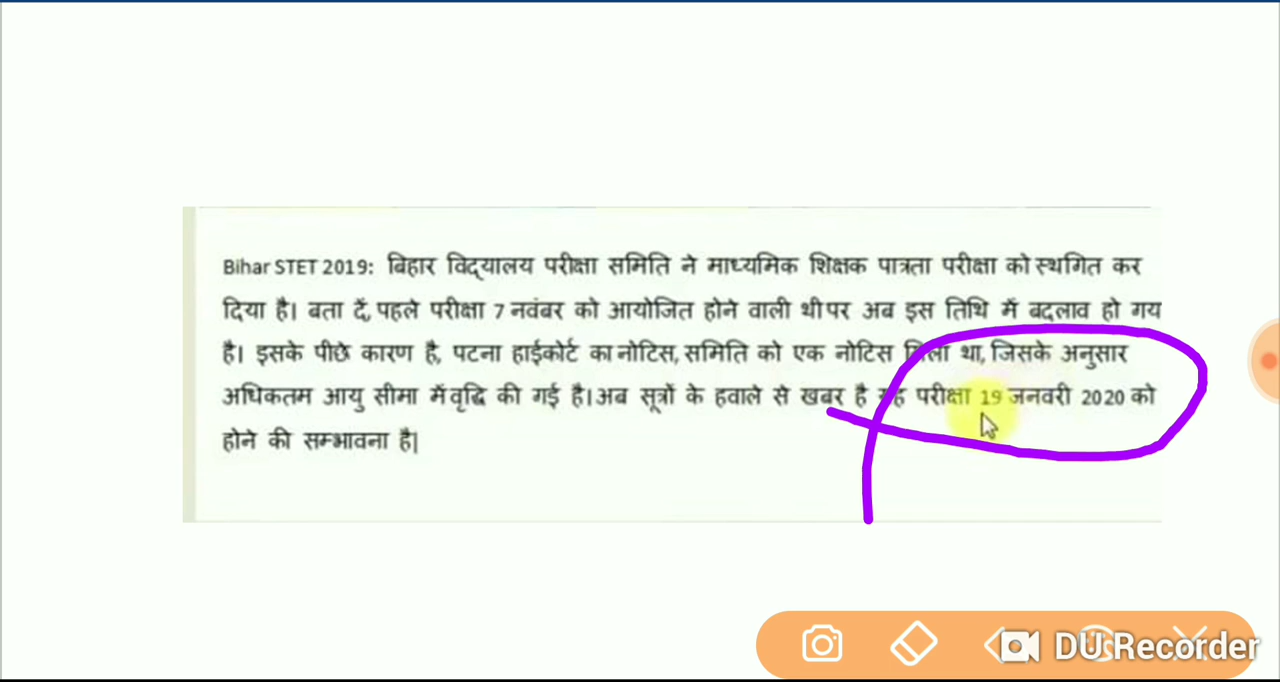 Bihar STET 2019: बिहार विद्यालय परीक्षा समिति ने माध्यमिक शिक्षक पात्रता परीक्षा को स्थगित कर
दिया है। बता दें, पहले परीक्षा 7 नवंबर को आयोजित होने वाली थी पर अब इस तिथि में बदलाव हो गय
है। इसके पीछे कारण है, पटना हाईकोर्ट का नोटिस, समिति को एक नोटिस मिला था, जिसके अनुसार
अधिकतम आयु सीमा में वृद्धि की गई है। अब सूत्रों के हवाले से खबर है यह परीक्षा 19 जनवरी 2020 को
होने की सम्भावना है|
DU Recorder